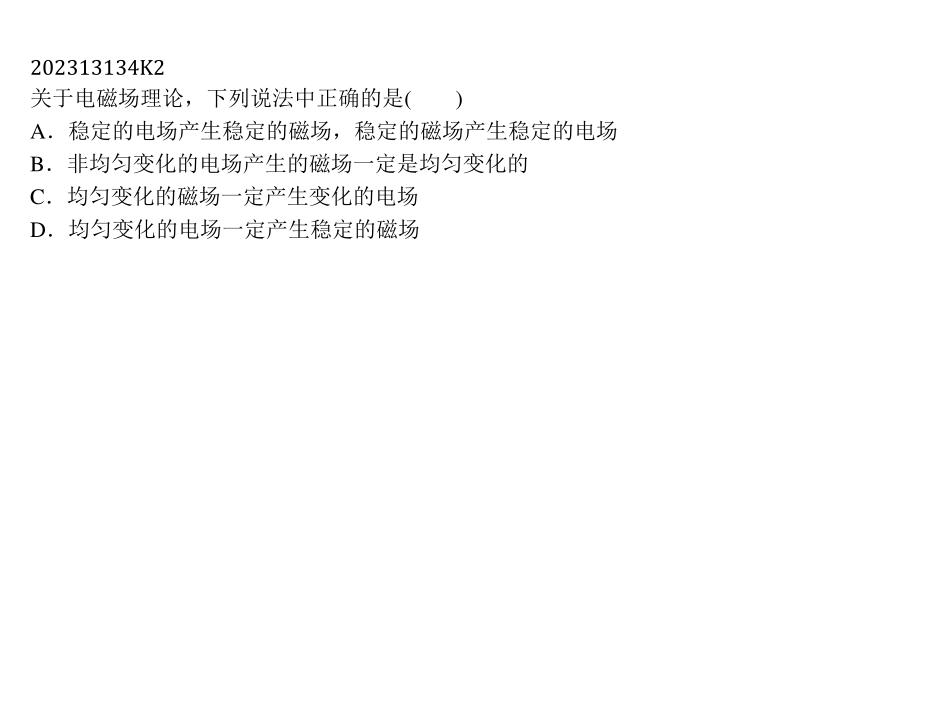 202313134K2
关于电磁场理论，下列说法中正确的是(　　)
A．稳定的电场产生稳定的磁场，稳定的磁场产生稳定的电场
B．非均匀变化的电场产生的磁场一定是均匀变化的
C．均匀变化的磁场一定产生变化的电场
D．均匀变化的电场一定产生稳定的磁场